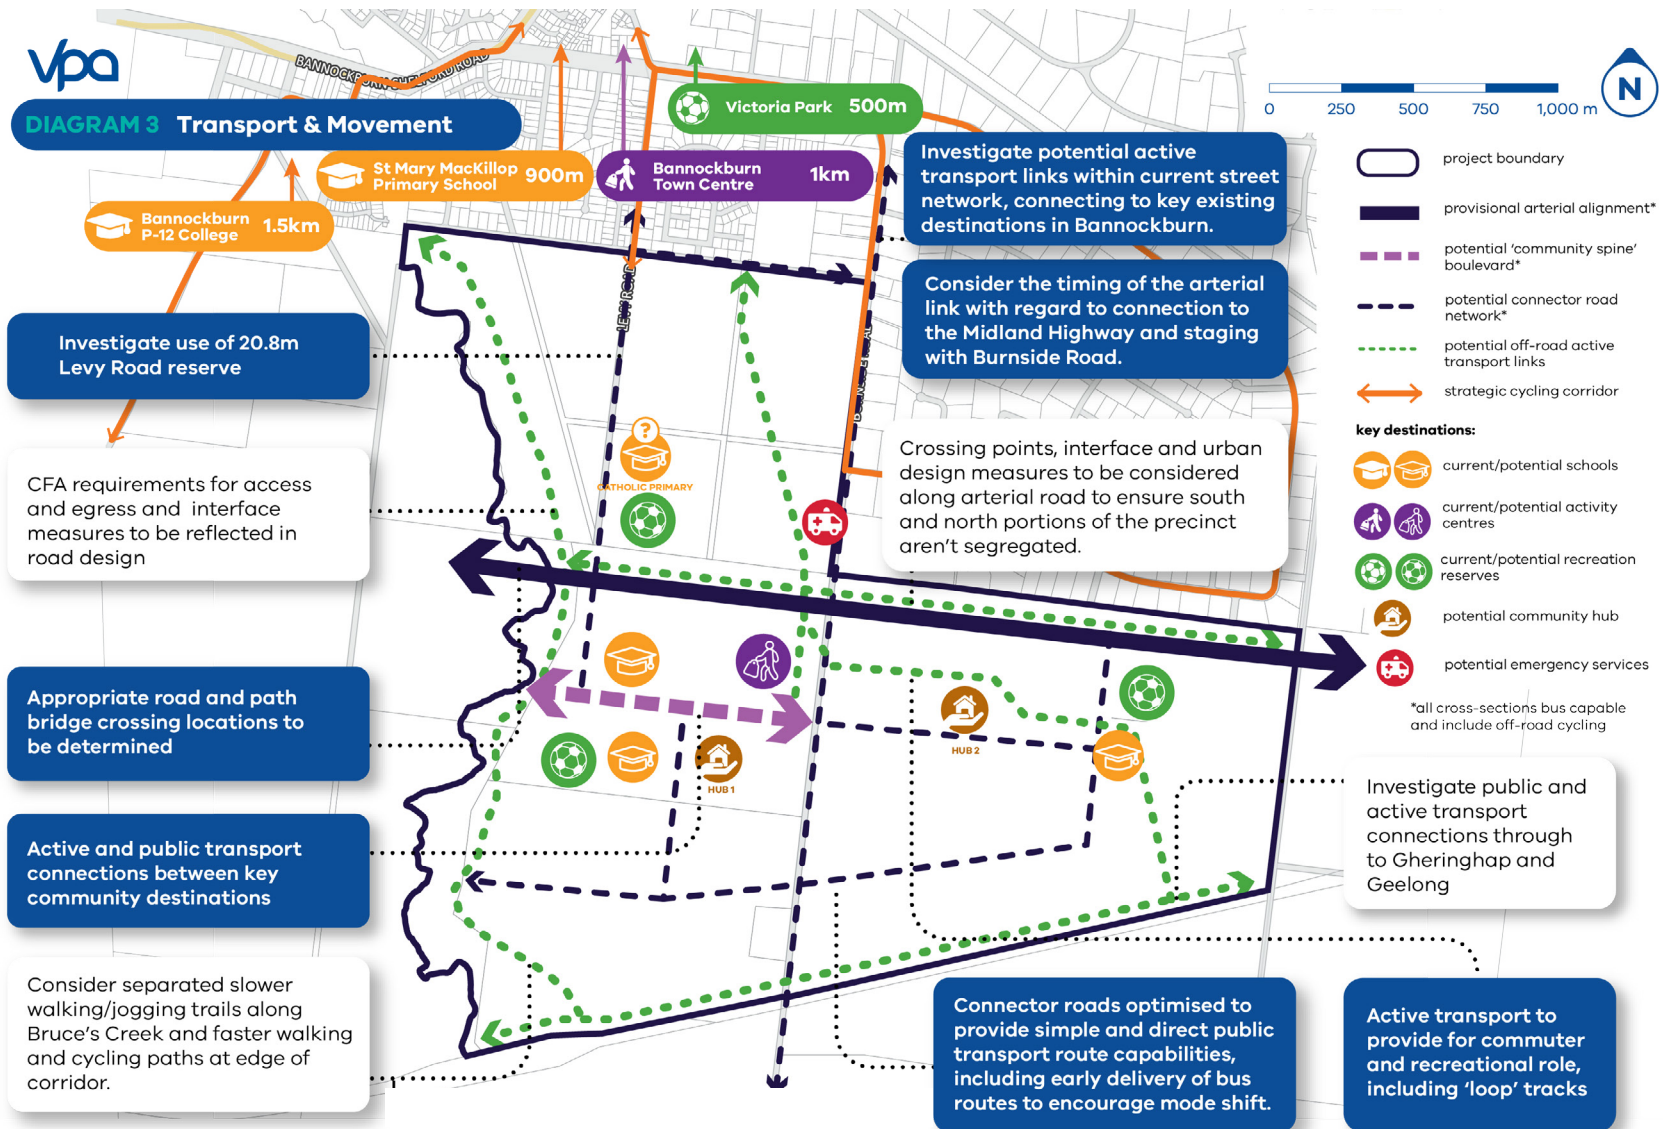 vpa
DIAGRAM 3 Transport & Movement
BANNOCKBURN-SHELFORD ROAD
Victoria Park 500m
St Mary MacKillop
Primary School
900m
Bannockburn
Town Centre
1km
Bannockburn
P-12 College
1.5km
0 250 500 750 1,000 m
N
Investigate potential active
transport links within current street
network, connecting to key existing
destinations in Bannockburn.
Consider the timing of the arterial
link with regard to connection to
the Midland Highway and staging
with Burnside Road.
Crossing points, interface and urban
design measures to be considered
along arterial road to ensure south
and north portions of the precinct
aren't segregated.
Investigate use of 20.8m
Levy Road reserve
CFA requirements for access
and egress and interface
measures to be reflected in
road design
Appropriate road and path
bridge crossing locations to
be determined
Active and public transport
connections between key
community destinations
Consider separated slower
walking/jogging trails along
Bruce's Creek and faster walking
and cycling paths at edge of
corridor.
LEVY ROAD
?
CATHOLIC PRIMARY
HUB 1
HUB 2
project boundary
provisional arterial alignment*
potential 'community spine'
boulevard*
potential connector road
network*
potential off-road active
transport links
strategic cycling corridor
key destinations:
current/potential schools
current/potential activity
centres
current/potential recreation
reserves
potential community hub
potential emergency services
*all cross-sections bus capable
and include off-road cycling
Investigate public and
active transport
connections through
to Gheringhap and
Geelong
Connector roads optimised to
provide simple and direct public
transport route capabilities,
including early delivery of bus
routes to encourage mode shift.
Active transport to
provide for commuter
and recreational role,
including 'loop' tracks